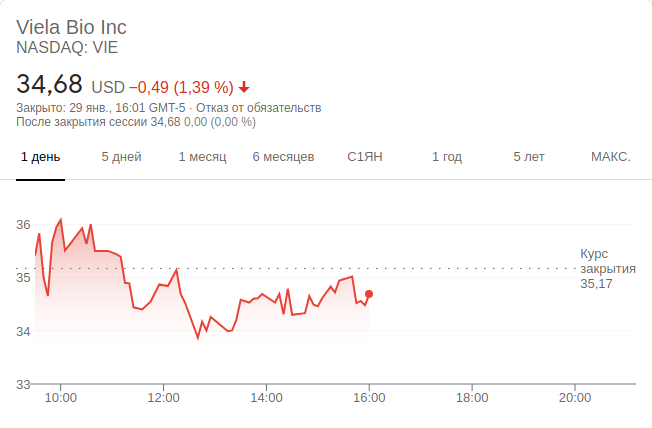 Viela Bio Inc
NASDAQ: VIE
34,68 USD −0,49 (1,39 %)
Закрыто: 29 янв., 16:01 GMT-5 · Отказ от обязательств
После закрытия сессии 34,68 0,00 (0,00 %)
1 день 5 дней 1 месяц 6 месяцев С1ЯН 1 год 5 лет МАКС.
36
Курс
закрытия
35,17
35
34
33
10:00 12:00 14:00 16:00 18:00 20:00